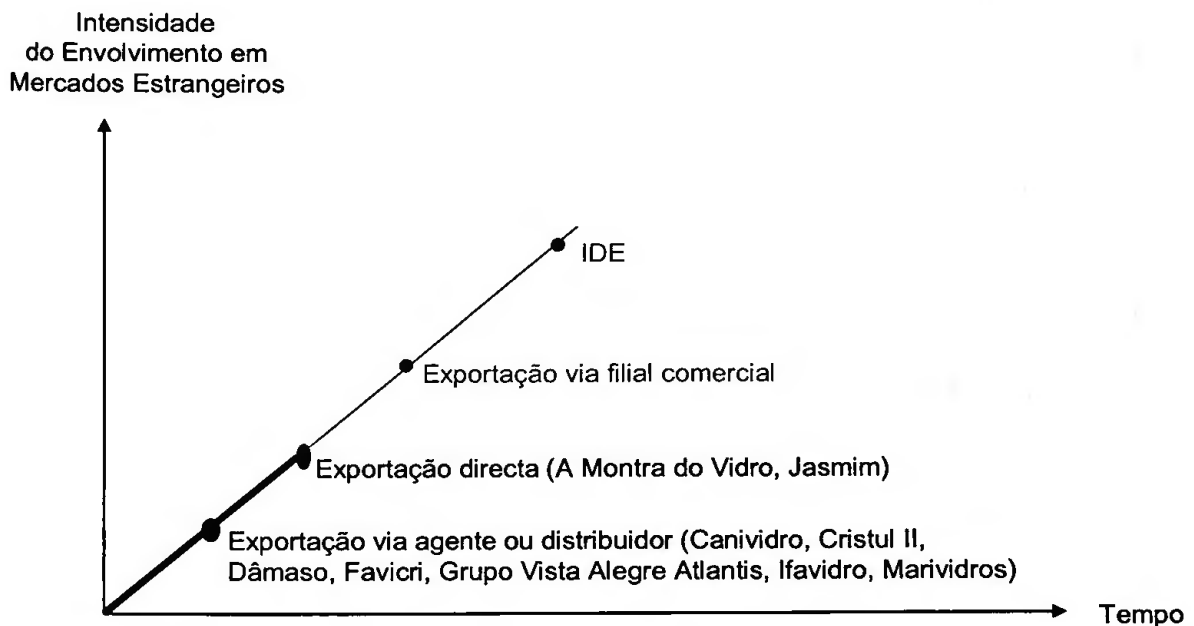 Intensidade
do Envolvimento em
Mercados Estrangeiros
IDE
Exportação via filial comercial
Exportação directa (A Montra do Vidro, Jasmim)
Exportação via agente ou distribuidor (Canividro, Cristul II,
Dâmaso, Favicri, Grupo Vista Alegre Atlantis, Ifavidro, Marividros)
Tempo